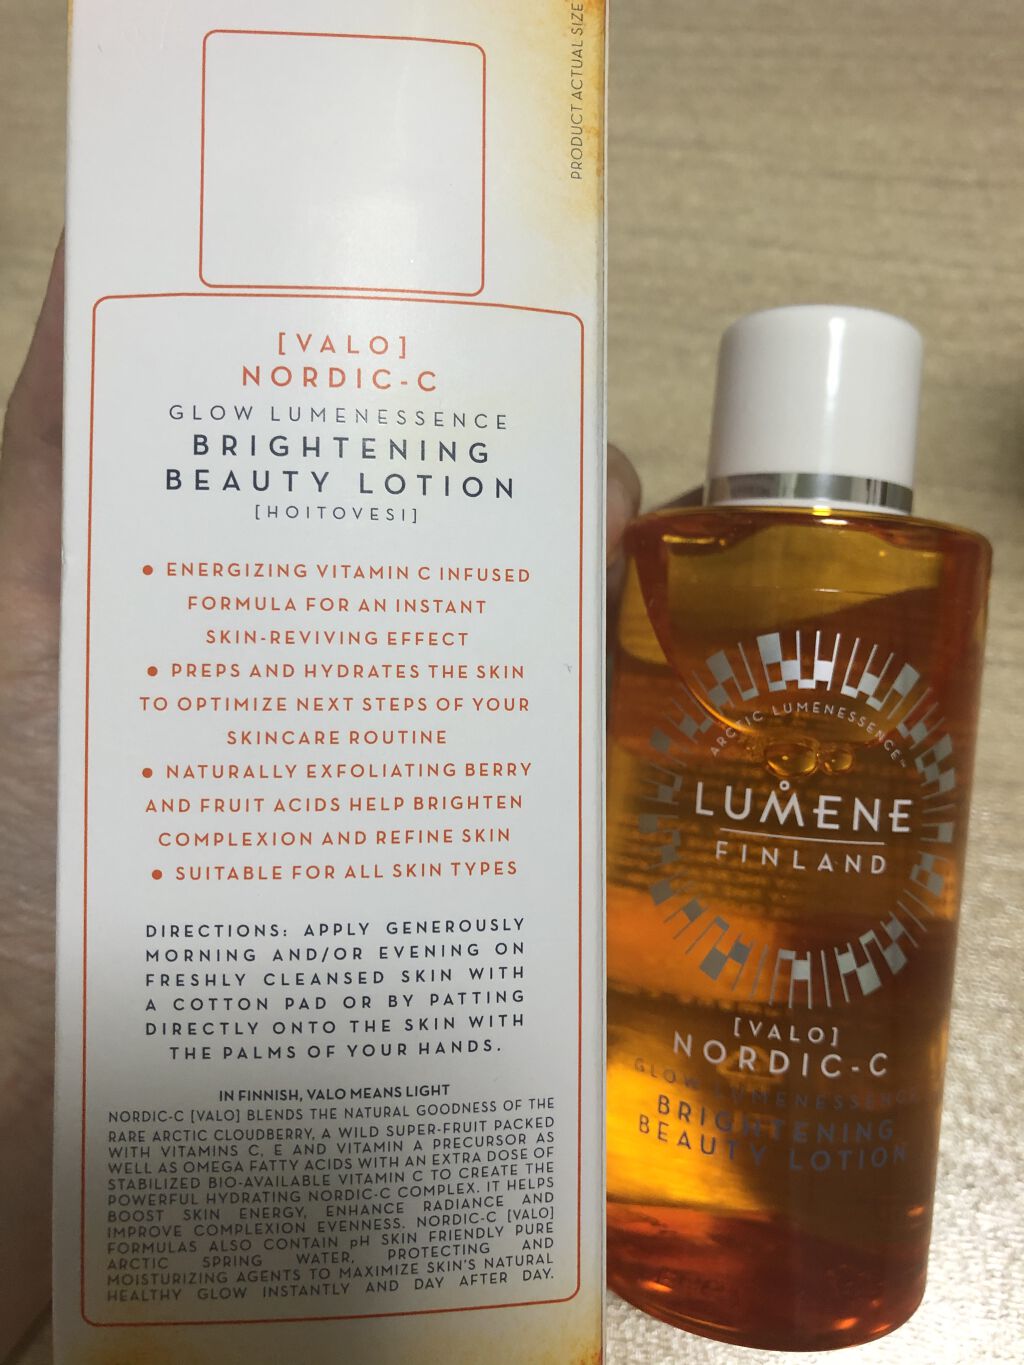 PRODUCT ACTUAL SIZE
[VALO]
NORDIC-C
GLOW LUMENESSENCE
BRIGHTENING
BEAUTY LOTION
[HOITOVESI]
• ENERGIZING VITAMIN C INFUSED
FORMULA FOR AN INSTANT
SKIN-REVIVING EFFECT
• PREPS AND HYDRATES THE SKIN
TO OPTIMIZE NEXT STEPS OF YOUR
SKINCARE ROUTINE
• NATURALLY EXFOLIATING BERRY
AND FRUIT ACIDS HELP BRIGHTEN
COMPLEXION AND REFINE SKIN
• SUITABLE FOR ALL SKIN TYPES
DIRECTIONS: APPLY GENEROUSLY
MORNING AND/OR EVENING ON
FRESHLY CLEANSED SKIN WITH
A COTTON PAD OR BY PATTING
DIRECTLY ONTO THE SKIN WITH
THE PALMS OF YOUR HANDS.
IN FINNISH, VALO MEANS LIGHT
NORDIC-C [VALO] BLENDS THE NATURAL GOODNESS OF THE
RARE ARCTIC CLOUDBERRY, A WILD SUPER-FRUIT PACKED
WITH VITAMINS C, E AND VITAMIN A PRECURSOR AS
WELL AS OMEGA FATTY ACIDS WITH AN EXTRA DOSE OF
STABILIZED BIO-AVAILABLE VITAMIN C TO CREATE THE
POWERFUL HYDRATING NORDIC-C COMPLEX. IT HELPS
BOOST SKIN ENERGY, ENHANCE RADIANCE AND
IMPROVE COMPLEXION EVENNESS. NORDIC-C [VALO]
FORMULAS ALSO CONTAIN pH SKIN FRIENDLY PURE
ARCTIC SPRING WATER, PROTECTING AND
MOISTURIZING AGENTS TO MAXIMIZE SKIN'S NATURAL
HEALTHY GLOW INSTANTLY AND DAY AFTER DAY.
ARCTIC LUMENESSENCE™
LUMENE
FINLAND
[VALO]
NORDIC-C
GLOW LUMENESSENCE
BRIGHTENING
BEAUTY LOTION